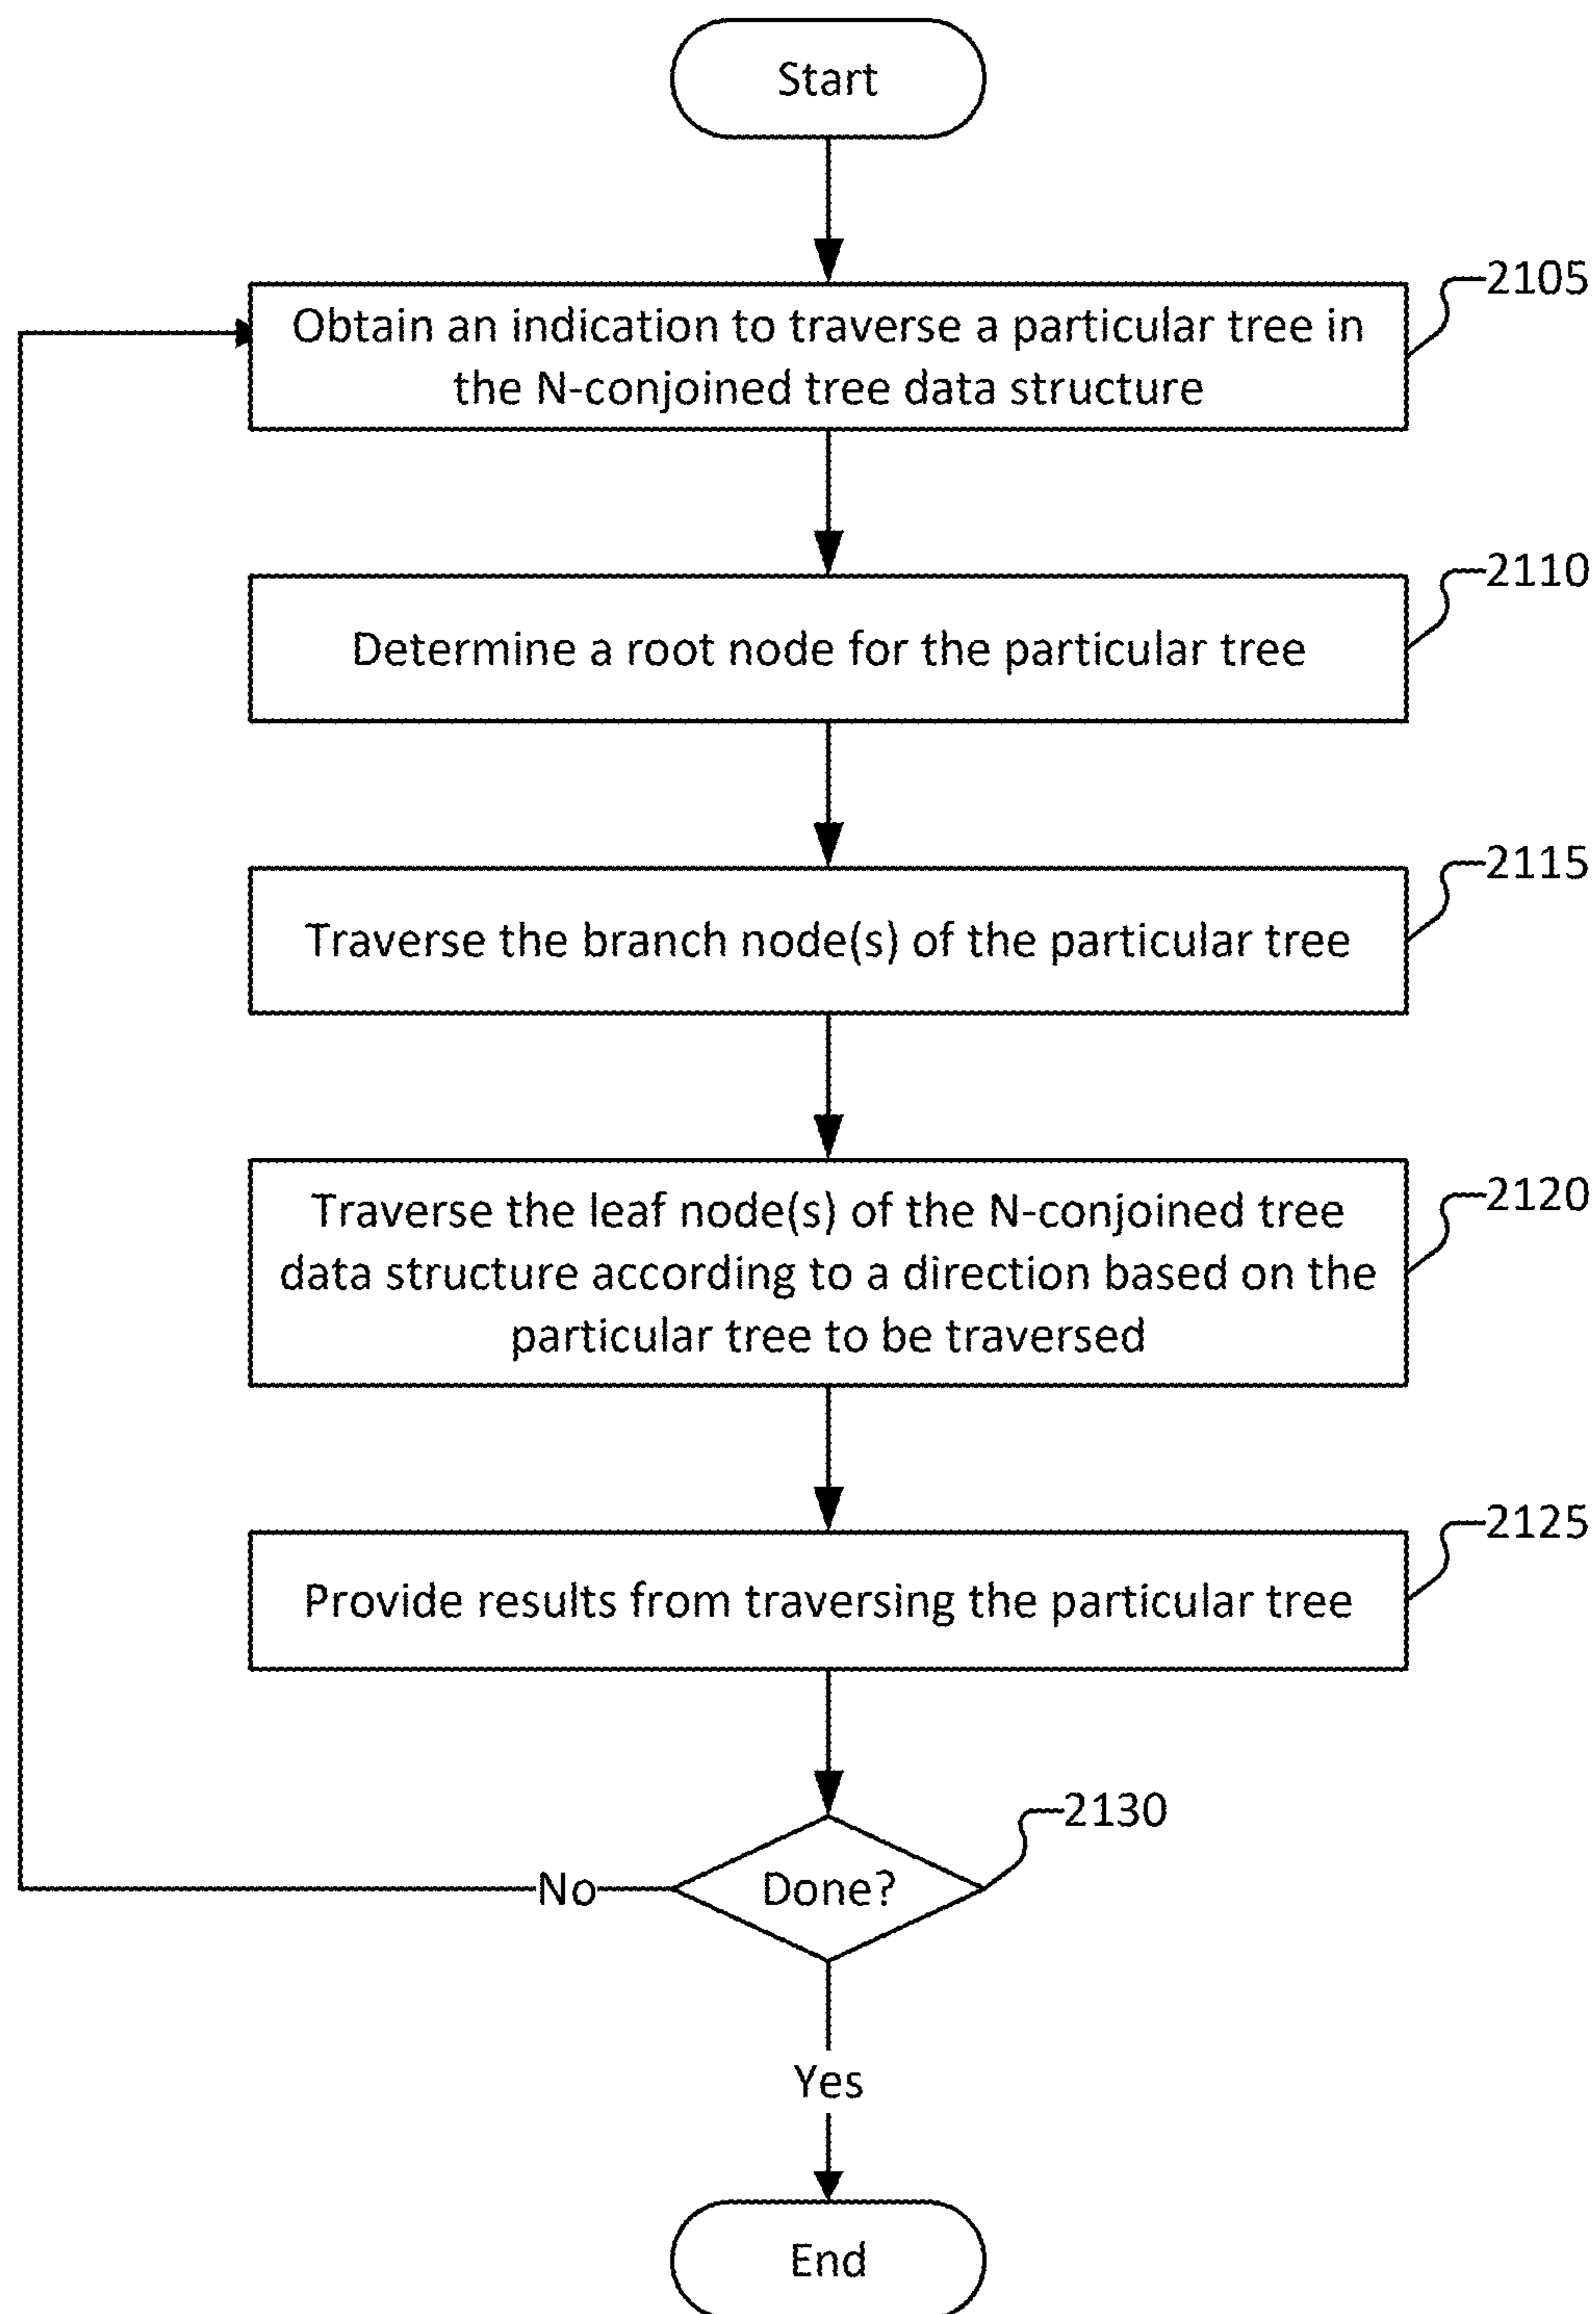 Start
2105
Obtain an indication to traverse a particular tree in
the N-conjoined tree data structure
2110
Determine a root node for the particular tree
2115
Traverse the branch node(s) of the particular tree
2120
Traverse the leaf node(s) of the N-conjoined tree
data structure according to a direction based on the
particular tree to be traversed
2125
Provide results from traversing the particular tree
2130
No
Done?
Yes
End